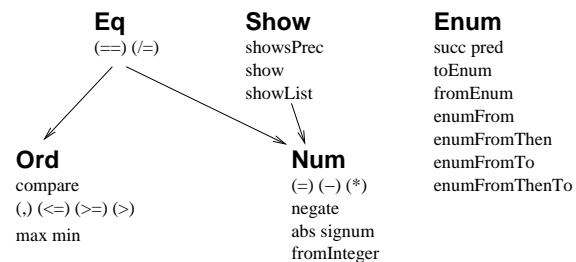 Eq
(==) (/=)
Show
showsPrec
show
showList
Enum
succ pred
toEnum
fromEnum
enumFrom
enumFromThen
enumFromTo
enumFromThenTo
Ord
compare
(,) (<=) (>=) (>)
max min
Num
(=) (−) (*)
negate
abs signum
fromInteger